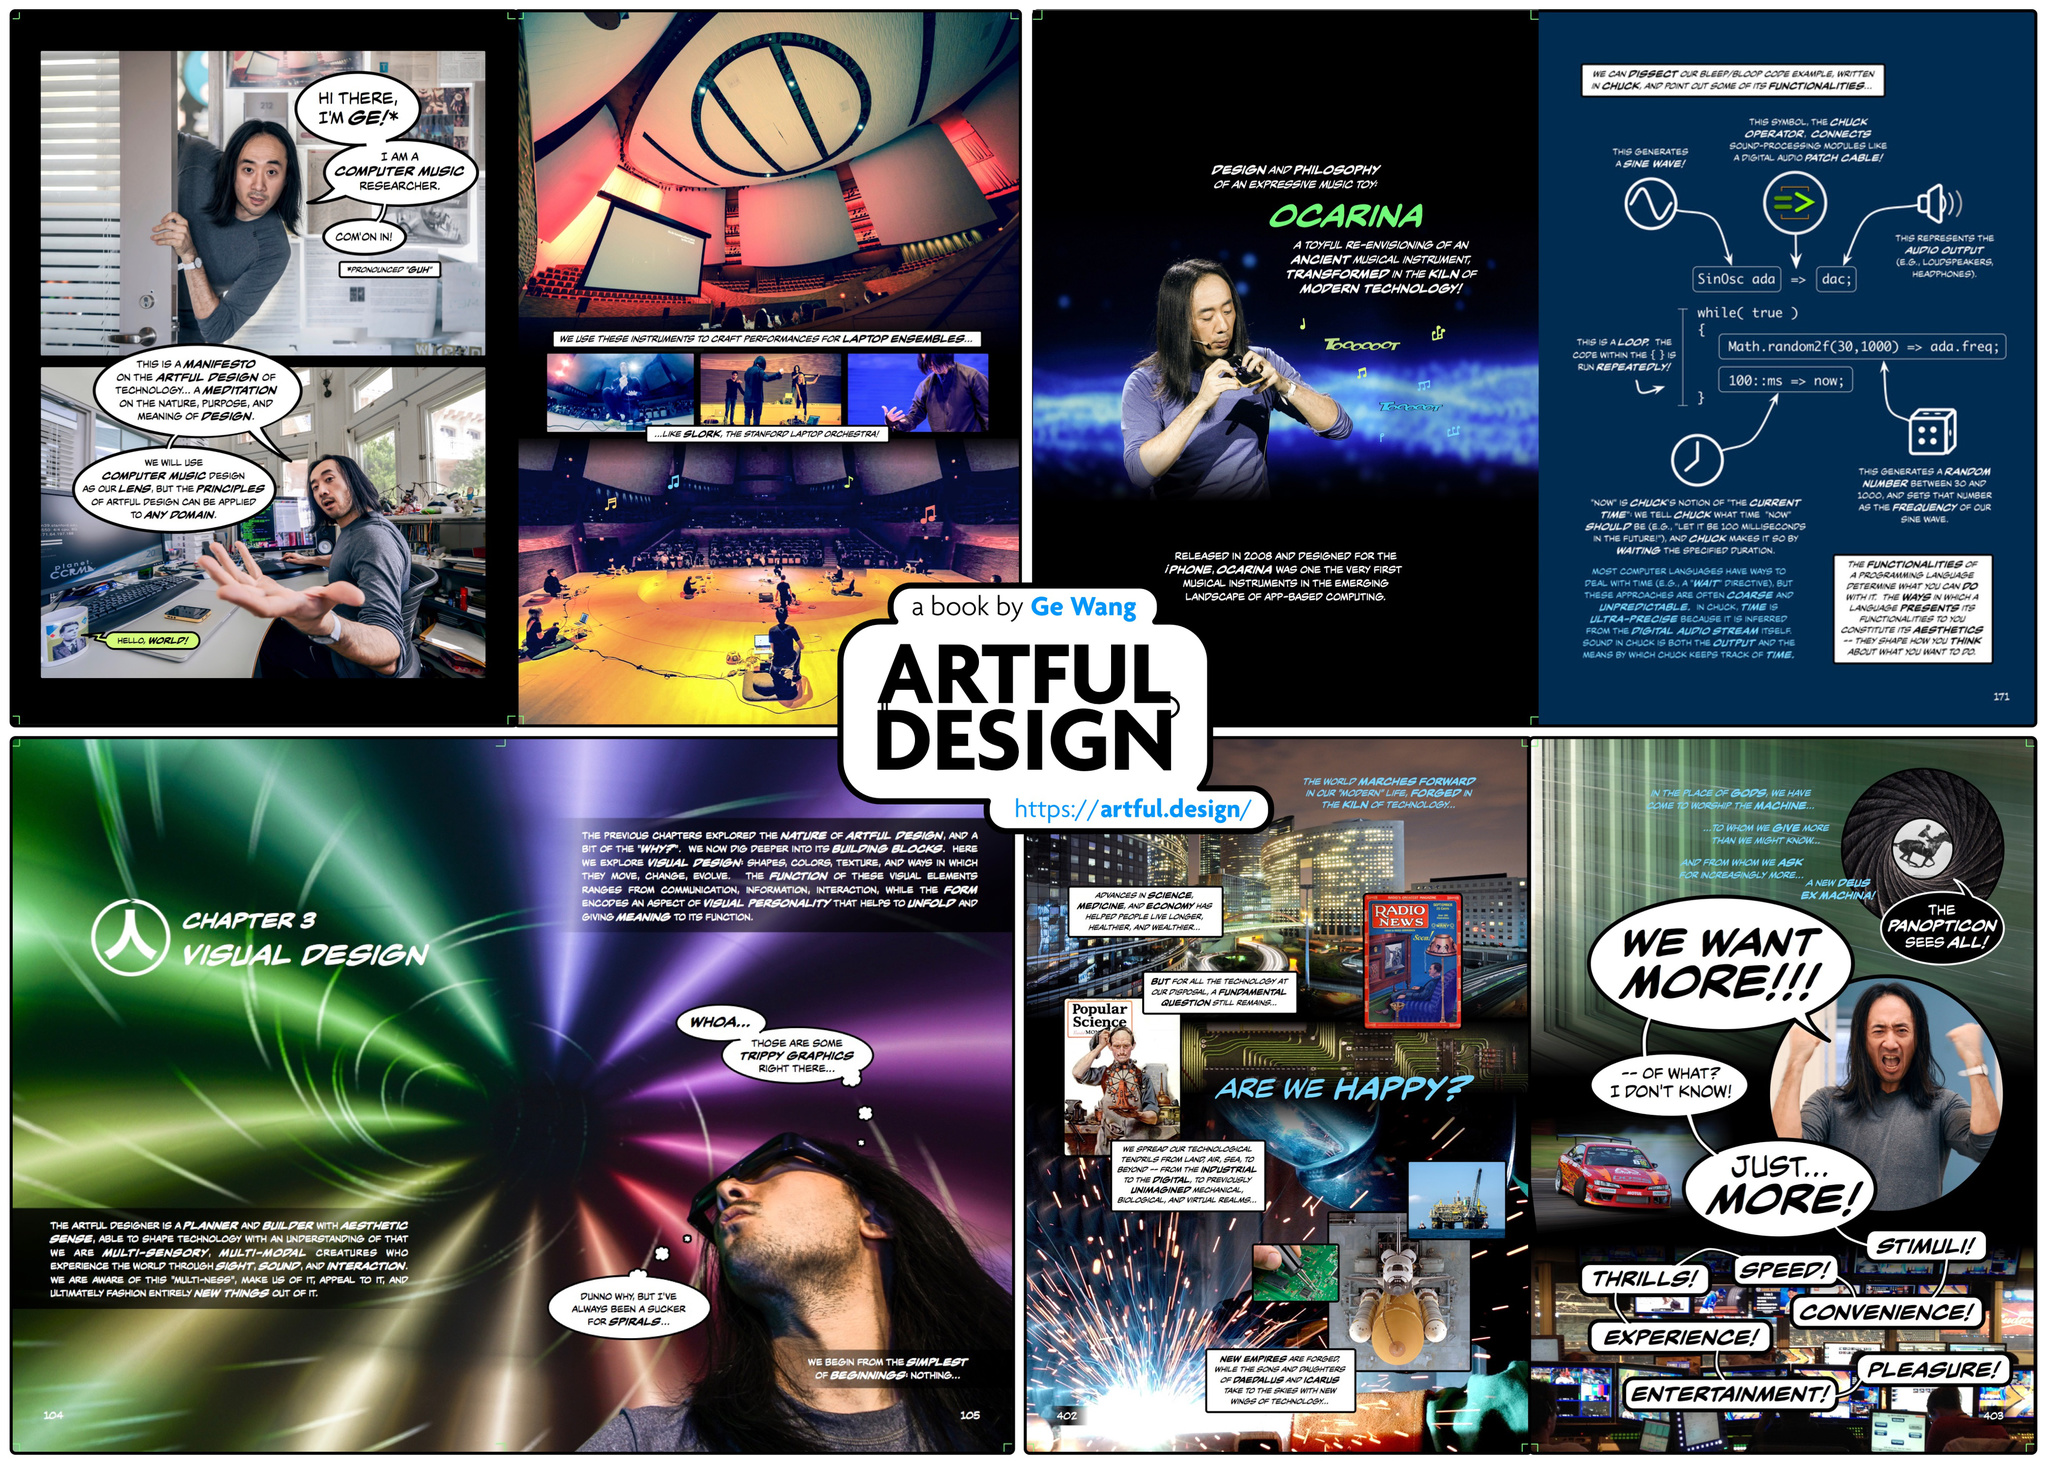 HI THERE,
I'M GE!*
I AM A
COMPUTER MUSIC
RESEARCHER.
COM'ON IN!
*PRONOUNCED "GUH"
THIS IS A MANIFESTO
ON THE ARTFUL DESIGN OF
TECHNOLOGY... A MEDITATION
ON THE NATURE, PURPOSE, AND
MEANING OF DESIGN.
WE WILL USE
COMPUTER MUSIC DESIGN
AS OUR LENS, BUT THE PRINCIPLES
OF ARTFUL DESIGN CAN BE APPLIED
TO ANY DOMAIN.
planet
CCRMA
HELLO, WORLD!
WE USE THESE INSTRUMENTS TO CRAFT PERFORMANCES FOR LAPTOP ENSEMBLES...
...LIKE SLORK, THE STANFORD LAPTOP ORCHESTRA!
DESIGN AND PHILOSOPHY
OF AN EXPRESSIVE MUSIC TOY:
OCARINA
A TOYFUL RE-ENVISIONING OF AN
ANCIENT MUSICAL INSTRUMENT,
TRANSFORMED IN THE KILN OF
MODERN TECHNOLOGY!
TOOOOOOT
TOOOOOT
RELEASED IN 2008 AND DESIGNED FOR THE
iPHONE, OCARINA WAS ONE THE VERY FIRST
MUSICAL INSTRUMENTS IN THE EMERGING
LANDSCAPE OF APP-BASED COMPUTING.
WE CAN DISSECT OUR BLEEP/BLOOP CODE EXAMPLE, WRITTEN
IN CHUCK, AND POINT OUT SOME OF ITS FUNCTIONALITIES...
THIS GENERATES
A SINE WAVE!
THIS SYMBOL, THE CHUCK
OPERATOR, CONNECTS
SOUND-PROCESSING MODULES LIKE
A DIGITAL AUDIO PATCH CABLE!
=>
THIS REPRESENTS THE
AUDIO OUTPUT
(E.G., LOUDSPEAKERS,
HEADPHONES).
SinOsc ada => dac;
while( true )
{
Math.random2f(30,1000) => ada.freq;
100::ms => now;
}
THIS IS A LOOP. THE
CODE WITHIN THE { } IS
RUN REPEATEDLY!
THIS GENERATES A RANDOM
NUMBER BETWEEN 30 AND
1000, AND SETS THAT NUMBER
AS THE FREQUENCY OF OUR
SINE WAVE.
"NOW" IS CHUCK'S NOTION OF "THE CURRENT
TIME"; WE TELL CHUCK WHAT TIME "NOW"
SHOULD BE (E.G., "LET IT BE 100 MILLISECONDS
IN THE FUTURE!"), AND CHUCK MAKES IT SO BY
WAITING THE SPECIFIED DURATION.
MOST COMPUTER LANGUAGES HAVE WAYS TO
DEAL WITH TIME (E.G., A "WAIT" DIRECTIVE), BUT
THESE APPROACHES ARE OFTEN COARSE AND
UNPREDICTABLE. IN CHUCK, TIME IS
ULTRA-PRECISE BECAUSE IT IS INFERRED
FROM THE DIGITAL AUDIO STREAM ITSELF.
SOUND IN CHUCK IS BOTH THE OUTPUT AND THE
MEANS BY WHICH CHUCK KEEPS TRACK OF TIME.
THE FUNCTIONALITIES OF
A PROGRAMMING LANGUAGE
DETERMINE WHAT YOU CAN DO
WITH IT. THE WAYS IN WHICH A
LANGUAGE PRESENTS ITS
FUNCTIONALITIES TO YOU
CONSTITUTE ITS AESTHETICS
-- THEY SHAPE HOW YOU THINK
ABOUT WHAT YOU WANT TO DO.
171
a book by Ge Wang
ARTFUL
DESIGN
https://artful.design/
CHAPTER 3
VISUAL DESIGN
THE PREVIOUS CHAPTERS EXPLORED THE NATURE OF ARTFUL DESIGN, AND A
BIT OF THE "WHY?". WE NOW DIG DEEPER INTO ITS BUILDING BLOCKS. HERE
WE EXPLORE VISUAL DESIGN: SHAPES, COLORS, TEXTURE, AND WAYS IN WHICH
THEY MOVE, CHANGE, EVOLVE. THE FUNCTION OF THESE VISUAL ELEMENTS
RANGES FROM COMMUNICATION, INFORMATION, INTERACTION, WHILE THE FORM
ENCODES AN ASPECT OF VISUAL PERSONALITY THAT HELPS TO UNFOLD AND
GIVING MEANING TO ITS FUNCTION.
WHOA...
THOSE ARE SOME
TRIPPY GRAPHICS
RIGHT THERE...
DUNNO WHY, BUT I'VE
ALWAYS BEEN A SUCKER
FOR SPIRALS...
THE ARTFUL DESIGNER IS A PLANNER AND BUILDER WITH AESTHETIC
SENSE, ABLE TO SHAPE TECHNOLOGY WITH AN UNDERSTANDING OF THAT
WE ARE MULTI-SENSORY, MULTI-MODAL CREATURES WHO
EXPERIENCE THE WORLD THROUGH SIGHT, SOUND, AND INTERACTION.
WE ARE AWARE OF THIS "MULTI-NESS", MAKE US OF IT, APPEAL TO IT, AND
ULTIMATELY FASHION ENTIRELY NEW THINGS OUT OF IT.
WE BEGIN FROM THE SIMPLEST
OF BEGINNINGS: NOTHING...
104
105
THE WORLD MARCHES FORWARD
IN OUR "MODERN" LIFE, FORGED IN
THE KILN OF TECHNOLOGY...
ADVANCES IN SCIENCE,
MEDICINE, AND ECONOMY HAS
HELPED PEOPLE LIVE LONGER,
HEALTHIER, AND WEALTHIER...
RADIO
NEWS
BUT FOR ALL THE TECHNOLOGY AT
OUR DISPOSAL, A FUNDAMENTAL
QUESTION STILL REMAINS...
Popular
Science
ARE WE HAPPY?
WE SPREAD OUR TECHNOLOGICAL
TENDRILS FROM LAND, AIR, SEA, TO
BEYOND -- FROM THE INDUSTRIAL
TO THE DIGITAL, TO PREVIOUSLY
UNIMAGINED MECHANICAL,
BIOLOGICAL, AND VIRTUAL REALMS...
NEW EMPIRES ARE FORGED,
WHILE THE SONS AND DAUGHTERS
OF DAEDALUS AND ICARUS
TAKE TO THE SKIES WITH NEW
WINGS OF TECHNOLOGY...
402
IN THE PLACE OF GODS, WE HAVE
COME TO WORSHIP THE MACHINE...
...TO WHOM WE GIVE MORE
THAN WE MIGHT KNOW...
AND FROM WHOM WE ASK
FOR INCREASINGLY MORE...
A NEW DEUS
EX MACHINA!
THE
PANOPTICON
SEES ALL!
WE WANT
MORE!!!
-- OF WHAT?
I DON'T KNOW!
JUST...
MORE!
STIMULI!
THRILLS!
SPEED!
CONVENIENCE!
EXPERIENCE!
PLEASURE!
ENTERTAINMENT!
403